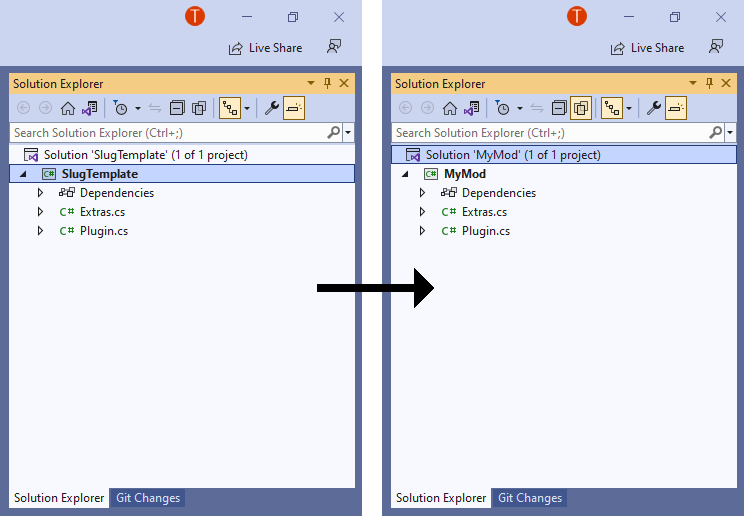 T
Live Share
Solution Explorer
Search Solution Explorer (Ctrl+;)
Solution 'SlugTemplate' (1 of 1 project)
C# SlugTemplate
Dependencies
C# Extras.cs
C# Plugin.cs
Solution Explorer Git Changes
T
Live Share
Solution Explorer
Search Solution Explorer (Ctrl+;)
Solution 'MyMod' (1 of 1 project)
C# MyMod
Dependencies
C# Extras.cs
C# Plugin.cs
Solution Explorer Git Changes